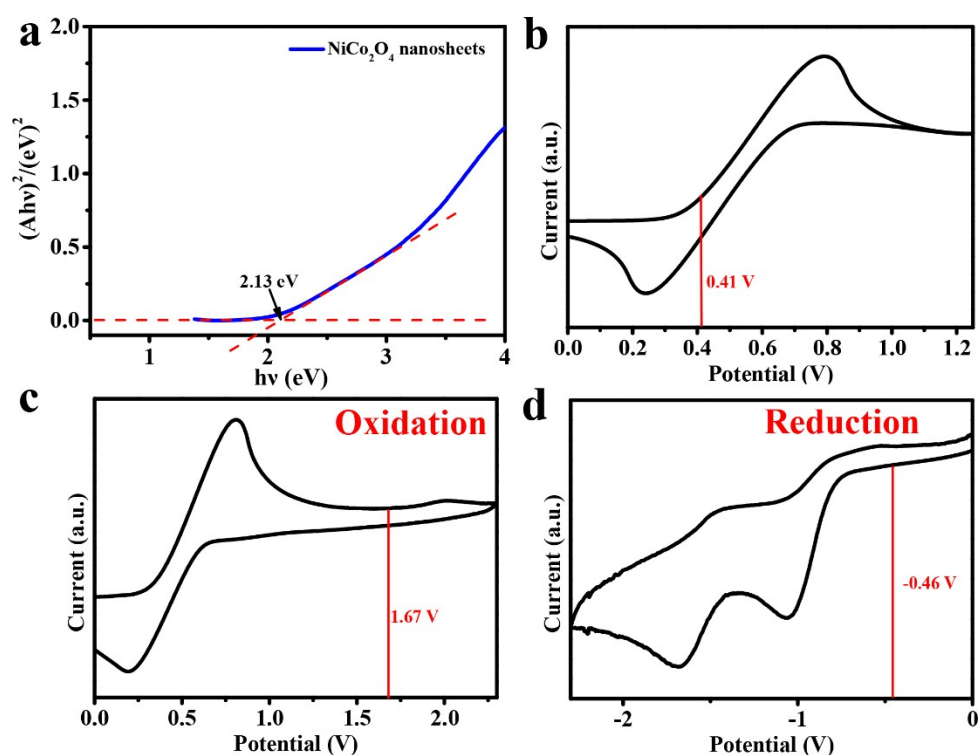 a
2.0
1.5
1.0
0.5
0.0
(Ahν)²/(eV)²
NiCo₂O₄ nanosheets
2.13 eV
1 2 3 4
hν (eV)
b
Current (a.u.)
0.41 V
0.0 0.2 0.4 0.6 0.8 1.0 1.2
Potential (V)
c
Oxidation
Current (a.u.)
1.67 V
0.0 0.5 1.0 1.5 2.0
Potential (V)
d
Reduction
Current (a.u.)
-0.46 V
-2 -1 0
Potential (V)